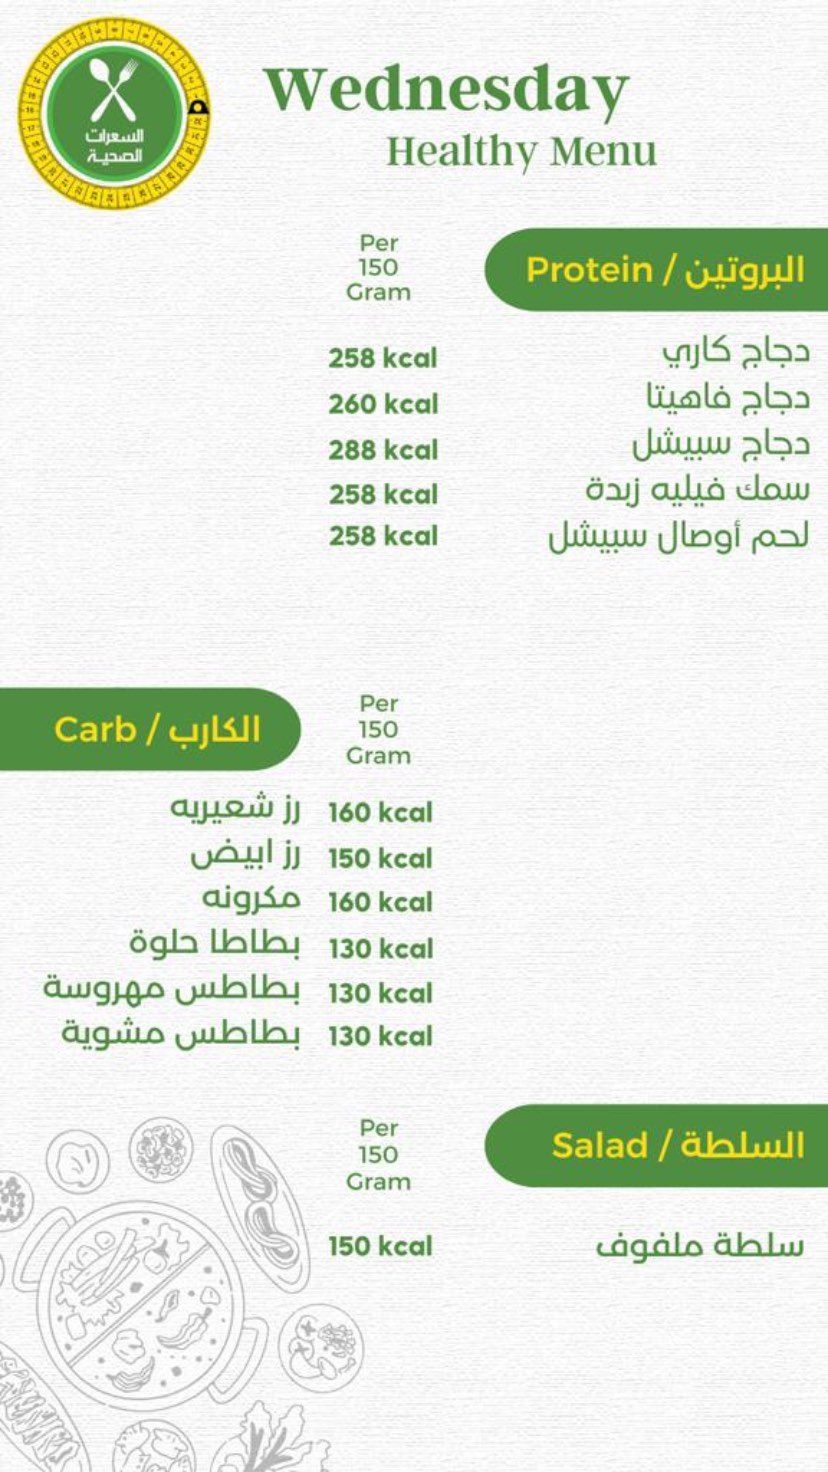 السعرات
الصحية
Wednesday
Healthy Menu
Per
150
Gram
البروتين / Protein
دجاج كاري 258 kcal
دجاج فاهيتا 260 kcal
دجاج سبيشل 288 kcal
سمك فيليه زبدة 258 kcal
لحم أوصال سبيشل 258 kcal
الكارب / Carb
Per
150
Gram
رز شعيريه 160 kcal
رز ابيض 150 kcal
مكرونه 160 kcal
بطاطا حلوة 130 kcal
بطاطس مهروسة 130 kcal
بطاطس مشوية 130 kcal
Per
150
Gram
السلطة / Salad
سلطة ملفوف 150 kcal